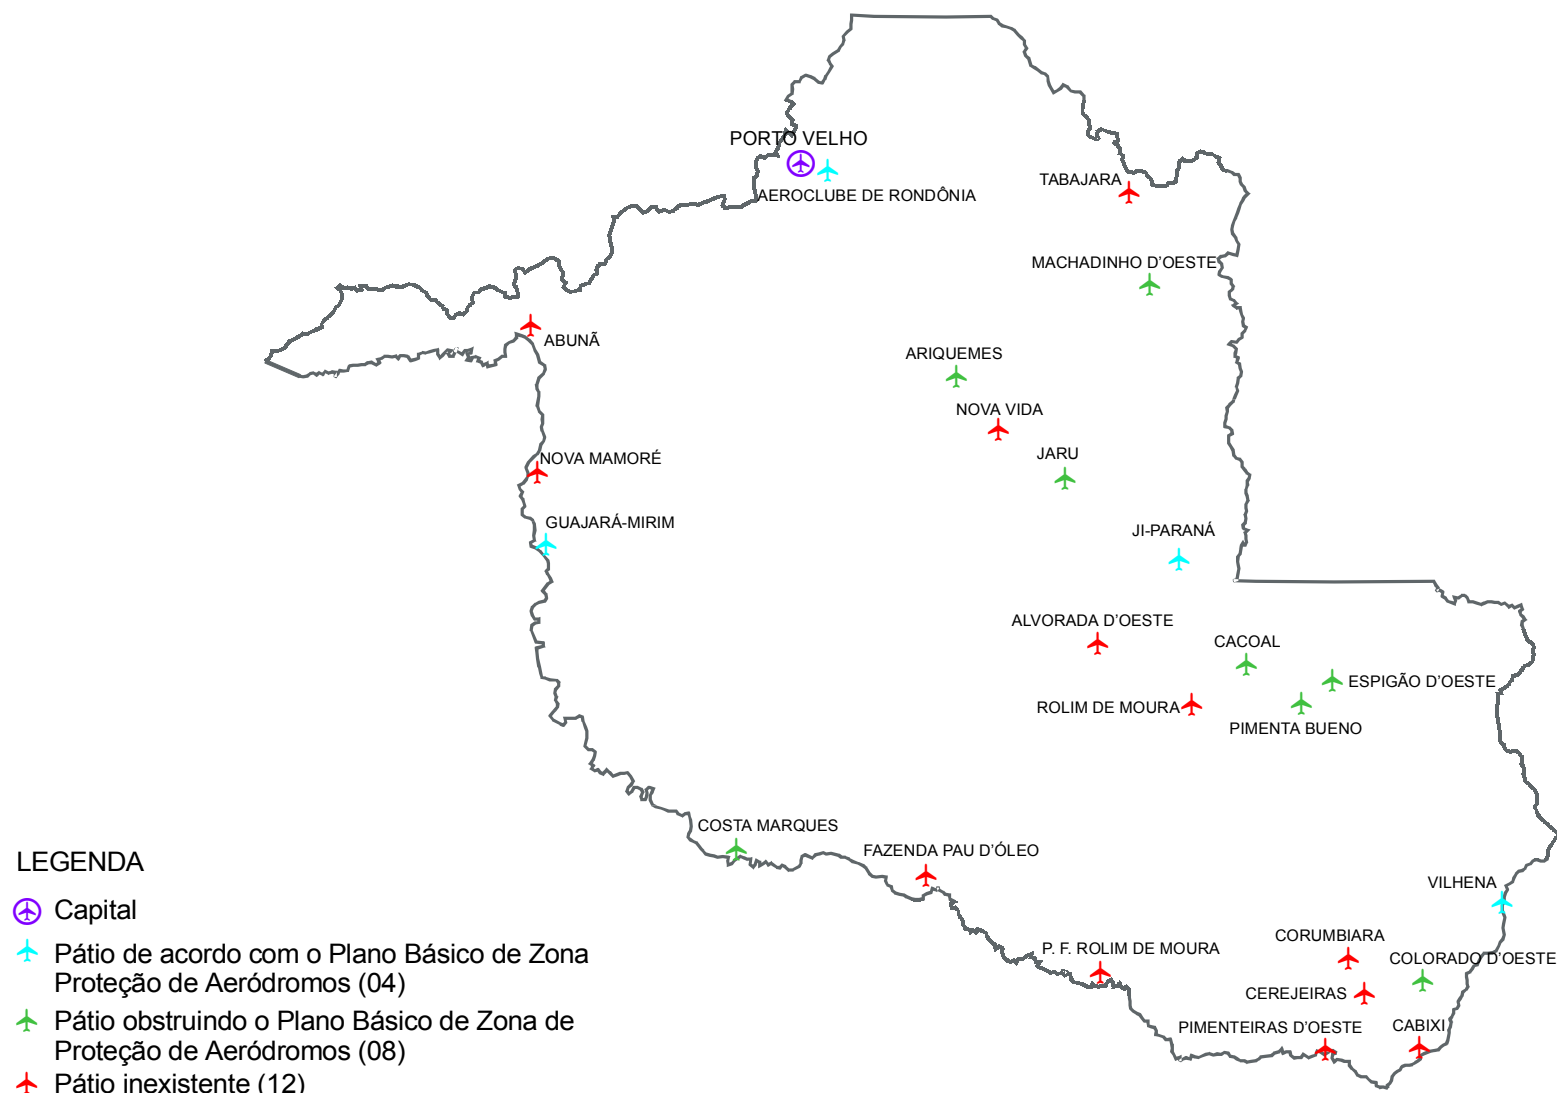 PORTO VELHO
AEROCLUBE DE RONDÔNIA
TABAJARA
MACHADINHO D’OESTE
ABUNÃ
ARIQUEMES
NOVA VIDA
JARU
NOVA MAMORÉ
GUAJARÁ-MIRIM
JI-PARANÁ
ALVORADA D’OESTE
CACOAL
ESPIGÃO D’OESTE
ROLIM DE MOURA
PIMENTA BUENO
COSTA MARQUES
FAZENDA PAU D’ÓLEO
VILHENA
P. F. ROLIM DE MOURA
CORUMBIARA
COLORADO D’OESTE
CEREJEIRAS
PIMENTEIRAS D’OESTE
CABIXI
LEGENDA
Capital
Pátio de acordo com o Plano Básico de Zona
Proteção de Aeródromos (04)
Pátio obstruindo o Plano Básico de Zona de
Proteção de Aeródromos (08)
Pátio inexistente (12)